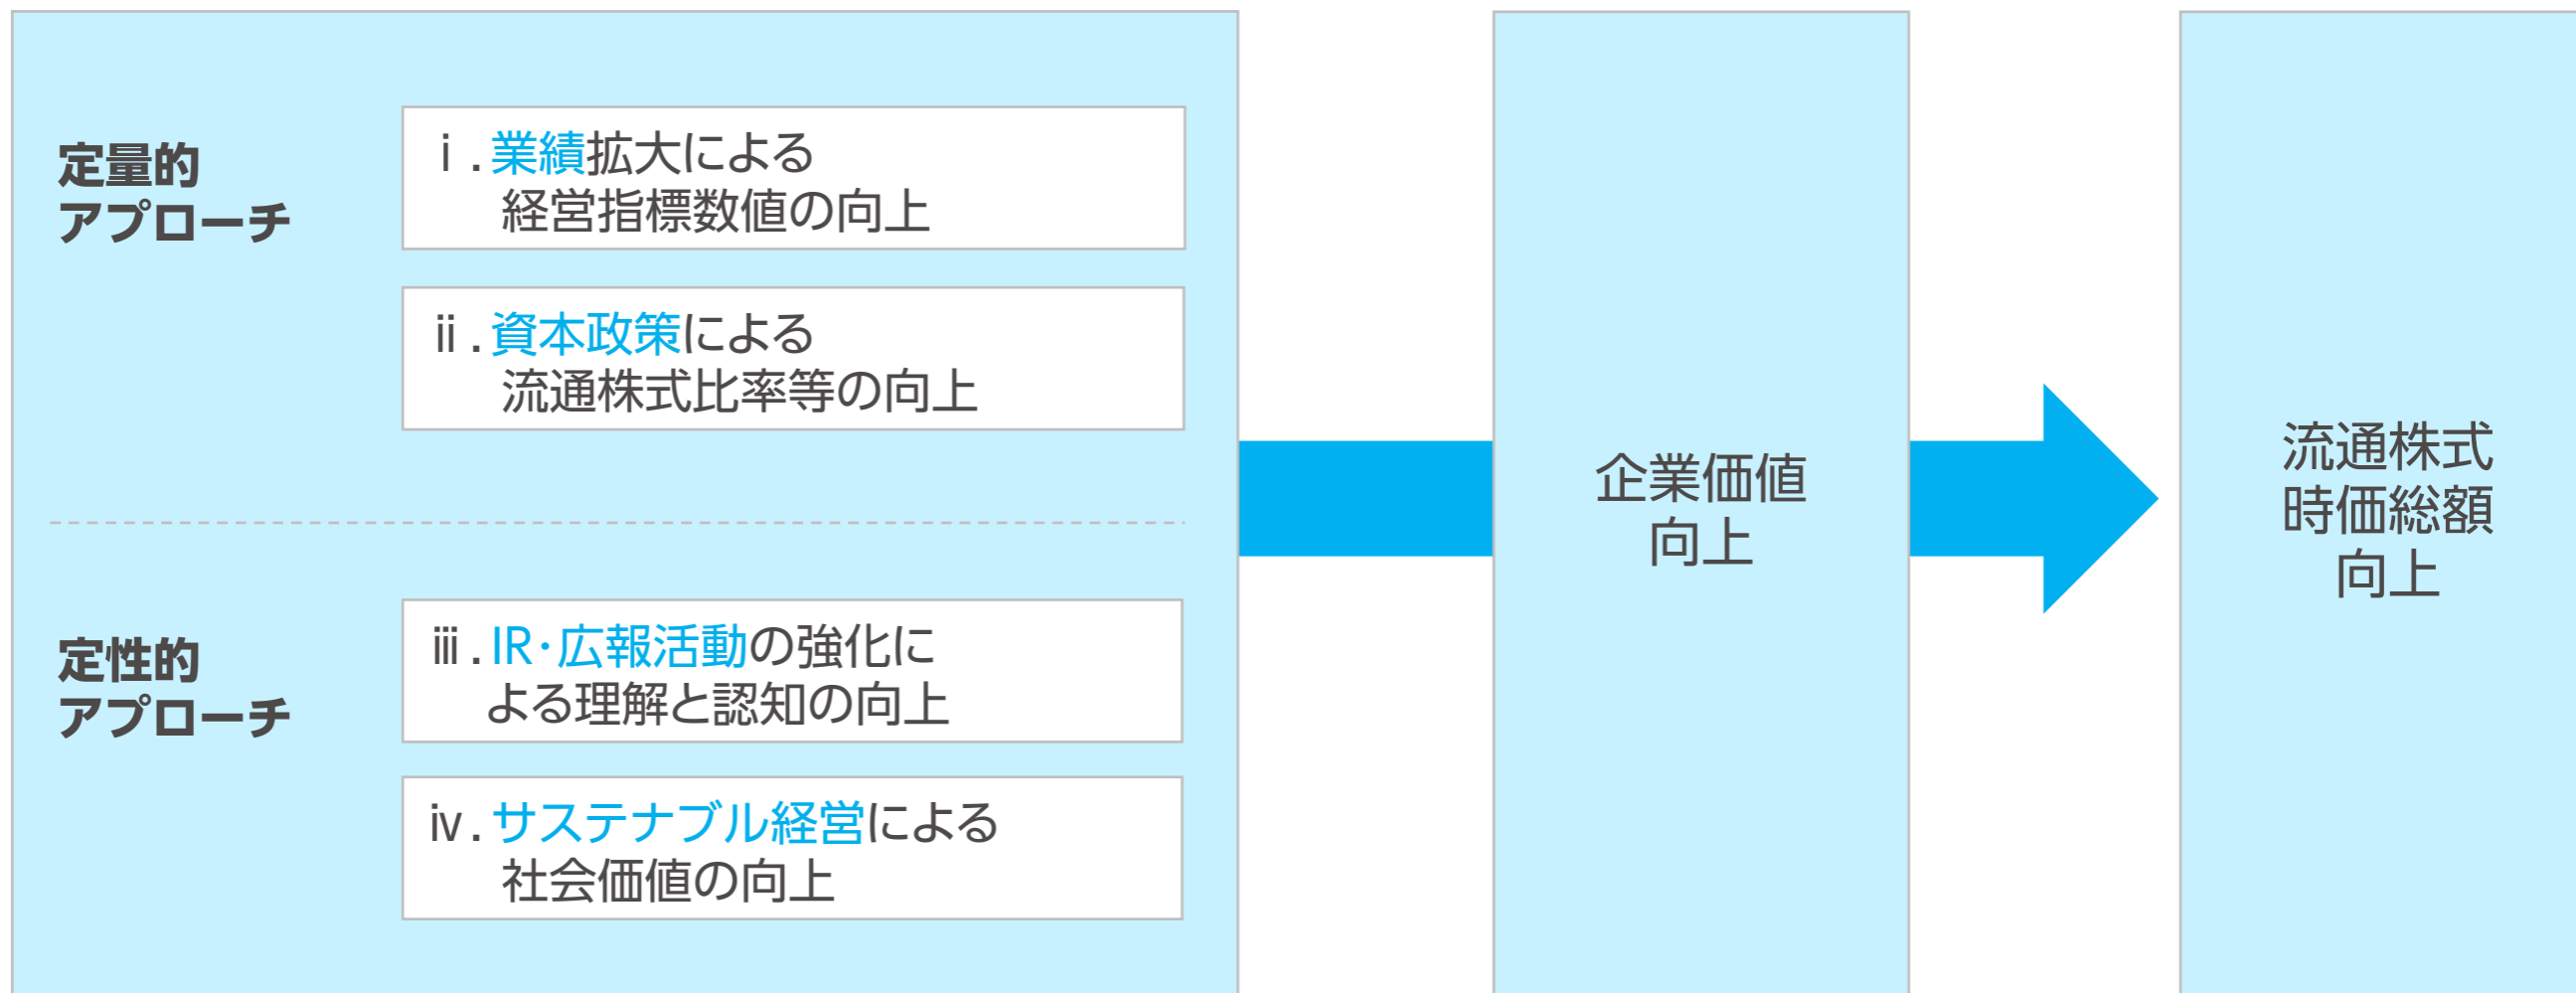 定量的
アプローチ
ⅰ.業績拡大による
経営指標数値の向上
ⅱ.資本政策による
流通株式比率等の向上
定性的
アプローチ
ⅲ.IR・広報活動の強化に
よる理解と認知の向上
ⅳ.サステナブル経営による
社会価値の向上
企業価値
向上
流通株式
時価総額
向上